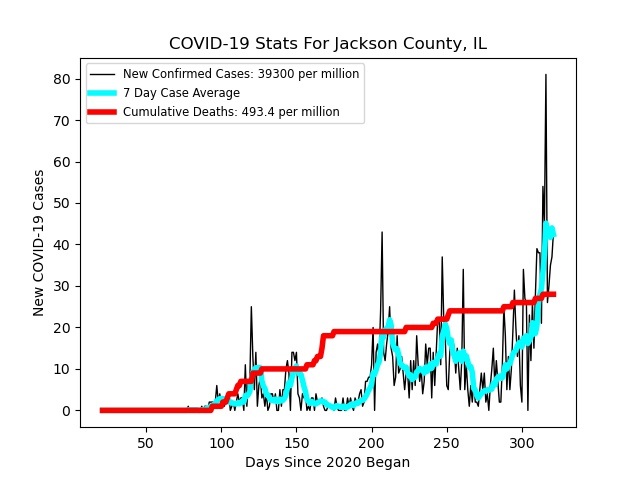 COVID-19 Stats For Jackson County, IL
New Confirmed Cases: 39300 per million
7 Day Case Average
Cumulative Deaths: 493.4 per million
New COVID-19 Cases
80
70
60
50
40
30
20
10
0
50
100
150
200
250
300
Days Since 2020 Began